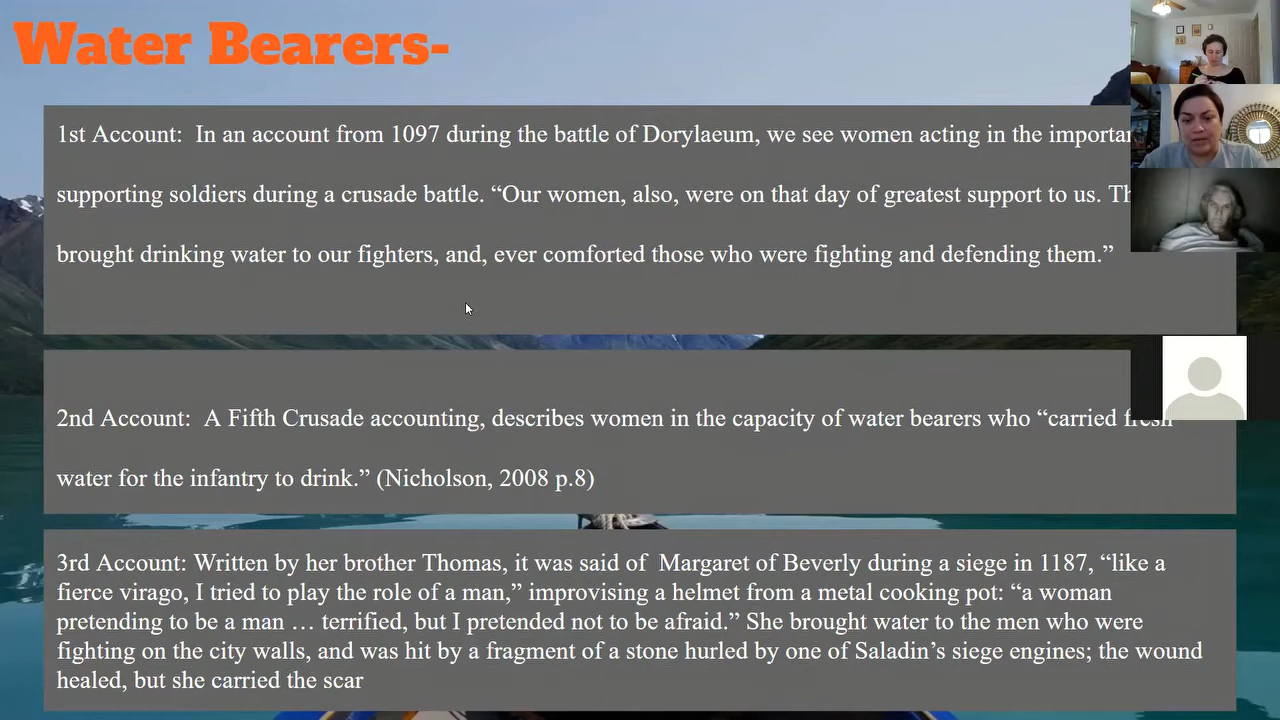 Water Bearers-
1st Account:  In an account from 1097 during the battle of Dorylaeum, we see women acting in the
supporting soldiers during a crusade battle. “Our women, also, were on that day of greatest support to us.
brought drinking water to our fighters, and, ever comforted those who were fighting and defending them.”
2nd Account:  A Fifth Crusade accounting, describes women in the capacity of water bearers who “carried fresh
water for the infantry to drink.” (Nicholson, 2008 p.8)
3rd Account: Written by her brother Thomas, it was said of  Margaret of Beverly during a siege in 1187, “like a
fierce virago, I tried to play the role of a man,” improvising a helmet from a metal cooking pot: “a woman
pretending to be a man … terrified, but I pretended not to be afraid.” She brought water to the men who were
fighting on the city walls, and was hit by a fragment of a stone hurled by one of Saladin’s siege engines; the wound
healed, but she carried the scar